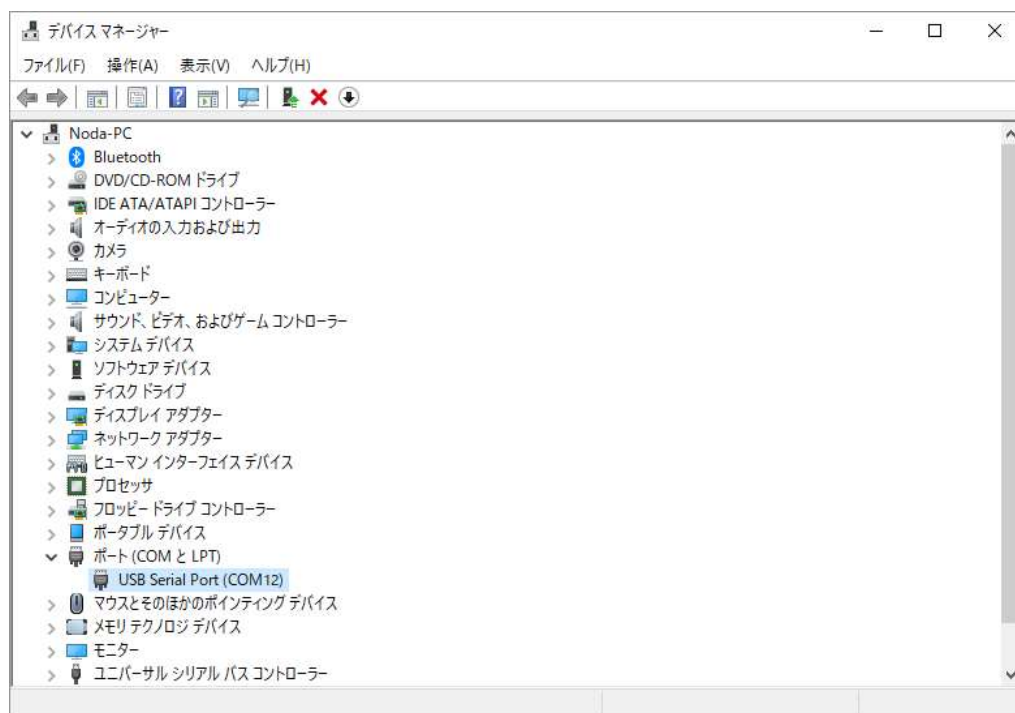 デバイス マネージャー
ファイル(F) 操作(A) 表示(V) ヘルプ(H)
Noda-PC
Bluetooth
DVD/CD-ROM ドライブ
IDE ATA/ATAPI コントローラー
オーディオの入力および出力
カメラ
キーボード
コンピューター
サウンド、ビデオ、およびゲーム コントローラー
システム デバイス
ソフトウェア デバイス
ディスク ドライブ
ディスプレイ アダプター
ネットワーク アダプター
ヒューマン インターフェイス デバイス
プロセッサ
フロッピー ドライブ コントローラー
ポータブル デバイス
ポート (COM と LPT)
USB Serial Port (COM12)
マウスとそのほかのポインティング デバイス
メモリ テクノロジ デバイス
モニター
ユニバーサル シリアル バス コントローラー